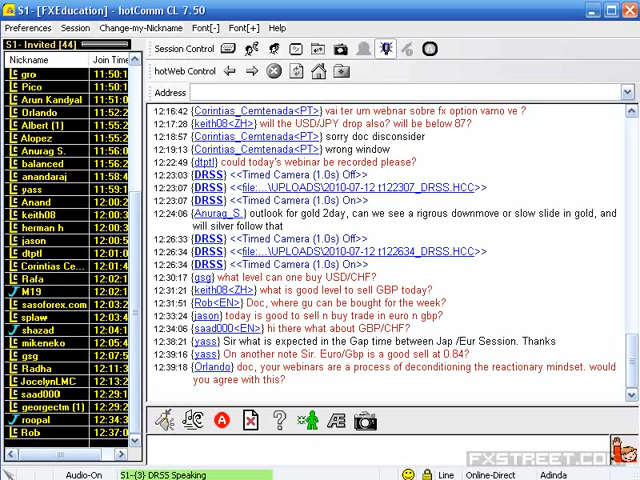 S1- [FXEducation] - hotComm CL 7.50
Preferences Session Change-my-Nickname Font[-] Font[+] Help
S1- Invited [44]
Session Control
Nickname Join Time
hotWeb Control
Address
gro 11:50:1
Pico 11:50:1
Arun Kandyal 11:51:0
Orlando 11:52:2
Albert (1) 11:55:1
Alopez 11:55:2
Anurag S. 11:56:1
balanced 11:56:3
anandaraj 11:58:1
yass 11:59:1
Anand 12:00:2
keith08 12:00:3
herman h 12:00:4
jason 12:01:0
dtptl 12:01:0
Corintias Ce... 12:01:4
Rafa 12:02:1
M19 12:02:1
sasoforex.com 12:03:2
splaw 12:03:2
shazad 12:04:1
mikeneko 12:05:2
gsg 12:07:2
Radha 12:10:2
JocelynLMC 12:13:2
saad000 12:29:1
georgectm (1) 12:29:2
roopal 12:34:3
Rob 12:37:0
12:16:42 {Corintias_Cemtenada<PT>} vai ter um webnar sobre fx option vamo ve ?
12:17:28 {keith08<ZH>} will the USD/JPY drop also? will be below 87?
12:18:57 {Corintias_Cemtenada<PT>} sorry doc disconsider
12:19:13 {Corintias_Cemtenada<PT>} wrong window
12:22:49 {dtptl} could today's webinar be recorded please?
12:23:03 {DRSS} <<Timed Camera (1.0s) Off>>
12:23:07 {DRSS} <<file:...\UPLOADS\2010-07-12 t122307_DRSS.HCC>>
12:23:07 {DRSS} <<Timed Camera (1.0s) On>>
12:24:06 {Anurag_S.} outlook for gold 2day, can we see a rigrous downmove or slow slide in gold, and
will silver follow that
12:26:33 {DRSS} <<Timed Camera (1.0s) Off>>
12:26:34 {DRSS} <<file:...\UPLOADS\2010-07-12 t122634_DRSS.HCC>>
12:26:34 {DRSS} <<Timed Camera (1.0s) On>>
12:30:17 {gsg} what level can one buy USD/CHF?
12:31:21 {keith08<ZH>} what is good level to sell GBP today?
12:31:51 {Rob<EN>} Doc, where gu can be bought for the week?
12:33:24 {jason} today is good to sell n buy trade in euro n gbp?
12:34:06 {saad000<EN>} hi there what about GBP/CHF?
12:38:21 {yass} Sir what is expected in the Gap time between Jap /Eur Session. Thanks
12:39:16 {yass} On another note Sir. Euro/Gbp is a good sell at 0.84?
12:39:18 {Orlando} doc, your webinars are a process of deconditioning the reactionary mindset. would
you agree with this?
FXSTREET.COM
Audio-On S1-{3} DRSS Speaking Line Online-Direct Adinda